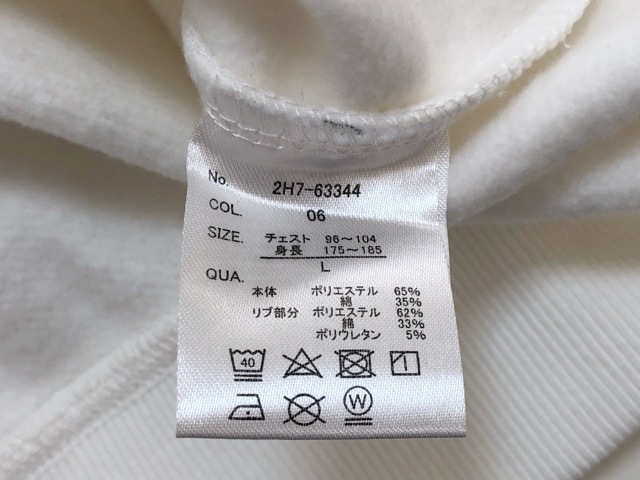 No. 2H7-63344
COL. 06
SIZE. チェスト 96〜104
身長 175〜185
L
QUA.
本体 ポリエステル 65%
綿 35%
リブ部分 ポリエステル 62%
綿 33%
ポリウレタン 5%
40
W